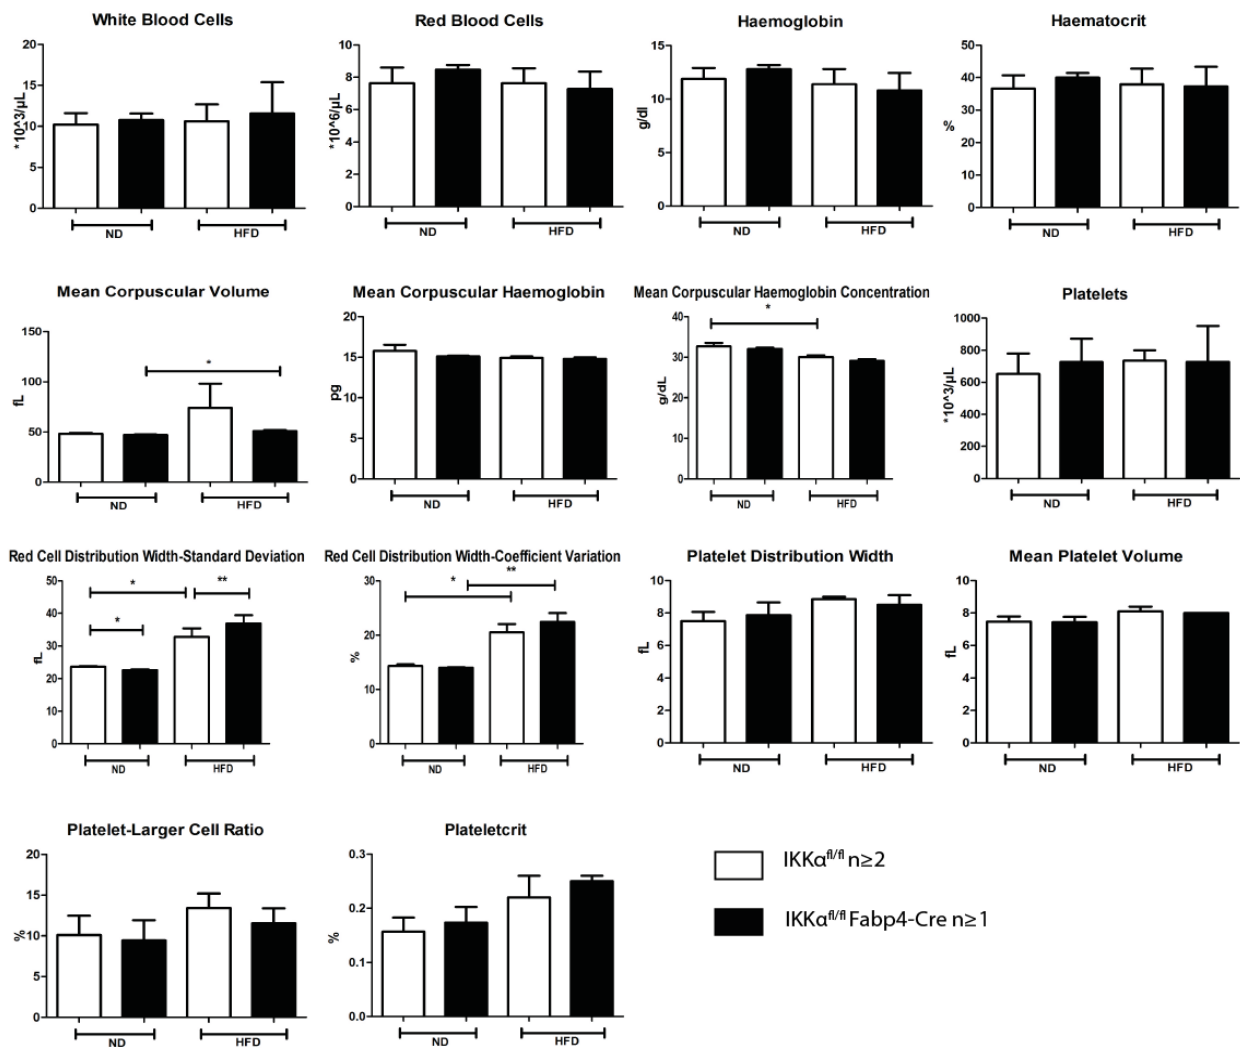 White Blood Cells
*10^3/µL
20
15
10
5
0
ND
HFD
Red Blood Cells
*10^6/µL
10
8
6
4
2
0
ND
HFD
Haemoglobin
g/dl
15
10
5
0
ND
HFD
Haematocrit
%
50
40
30
20
10
0
ND
HFD
Mean Corpuscular Volume
fL
150
100
50
0
*
ND
HFD
Mean Corpuscular Haemoglobin
pg
20
15
10
5
0
ND
HFD
Mean Corpuscular Haemoglobin Concentration
g/dL
40
30
20
10
0
*
ND
HFD
Platelets
*10^3/µL
1000
800
600
400
200
0
ND
HFD
Red Cell Distribution Width-Standard Deviation
fL
50
40
30
20
10
0
*
**
*
ND
HFD
Red Cell Distribution Width-Coefficient Variation
%
30
20
10
0
*
**
ND
HFD
Platelet Distribution Width
fL
10
8
6
4
2
0
ND
HFD
Mean Platelet Volume
fL
10
8
6
4
2
0
ND
HFD
Platelet-Larger Cell Ratio
%
20
15
10
5
0
ND
HFD
Plateletcrit
%
0.3
0.2
0.1
0.0
ND
HFD
IKKα^fl/fl n≥2
IKKα^fl/fl Fabp4-Cre n≥1